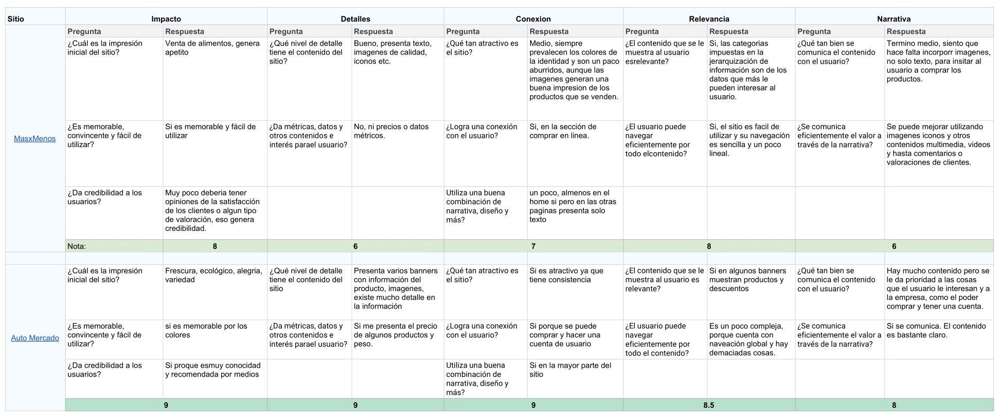 Sitio
Impacto
Detalles
Conexion
Relevancia
Narrativa
Pregunta
Respuesta
Pregunta
Respuesta
Pregunta
Respuesta
Pregunta
Respuesta
Pregunta
Respuesta
MasxMenos
¿Cuál es la impresión
inicial del sitio?
Venta de alimentos, genera
apetito
¿Qué nivel de detalle
tiene el contenido del
sitio?
Bueno, presenta texto,
imagenes de calidad,
iconos etc.
¿Qué tan atractivo es
el sitio?
Medio, siempre
prevalecen los colores de
la identidad y son un paco
aburridos, aunque las
imagenes generan una
buena impresion de los
productos que se venden.
¿El contenido que se le
muestra al usuario
esrelevante?
Si, las categorias
impuestas en la
jerarquización de
información son de los
datos que más le
pueden interesar al
usuario.
¿Qué tan bien se
comunica el contenido
con el usuario?
Termino medio, siento que
hace falta incorporr imagenes,
no solo texto, para insitar al
usuario a comprar los
productos.
¿Es memorable,
convincente y fácil de
utilizar?
Si es memorable y fácil de
utilizar
¿Da métricas, datos y
otros contenidos e
interés parael usuario?
No, ni precios o datos
métricos.
¿Logra una conexión
con el usuario?
Si, en la sección de
comprar en linea.
¿El usuario puede
navegar
eficientemente por
todo elcontenido?
Si, el sitio es facil de
utilizar y su navegación
es sencilla y un poco
lineal.
¿Se comunica
eficientemente el valor a
través de la narrativa?
Se puede mejorar utilizando
imagenes iconos y otros
contenidos multimedia, videos
y hasta comentarios o
valoraciones de clientes.
¿Da credibilidad a los
usuarios?
Muy poco deberia tener
opiniones de la satisfacción
de los clientes o algun tipo
de valoración, eso genera
credibilidad.
Utiliza una buena
combinación de
narrativa, diseño y
más?
un poco, almenos en el
home si pero en las otras
paginas presenta solo
texto
Nota:
8
6
7
8
6
Auto Mercado
¿Cuál es la impresión
inicial del sitio?
Frescura, ecológico, alegria,
variedad
¿Qué nivel de detalle
tiene el contenido del
sitio
Presenta varios banners
con información del
producto, imagenes,
existe mucho detalle en
la información
¿Qué tan atractivo es
el sitio?
Si es atractivo ya que
tiene consistencia
¿El contenido que se le
muestra al usuario es
relevante?
Si en algunos banners
muestran productos y
descuentos
¿Qué tan bien se
comunica el contenido
con el usuario?
Hay mucho contenido pero se
le da prioridad a las cosas
que el usuario le interesan y a
la empresa, como el poder
comprar y tener una cuenta.
¿Es memorable,
convincente y fácil de
utilizar?
si es memorable por los
colores
¿Da métricas, datos y
otros contenidos e
interés parael usuario?
Si me presenta el precio
de algunos productos y
peso.
¿Logra una conexión
con el usuario?
Si porque se puede
comprar y hacer una
cuenta de usuario
¿El usuario puede
navegar
eficientemente por
todo el contenido?
Es un poco compleja,
porque cuenta con
naveación global y hay
demaciadas cosas.
¿Se comunica
eficientemente el valor a
través de la narrativa?
Si se comunica. El contenido
es bastante claro.
¿Da credibilidad a los
usuarios?
Si proque esmuy conocidad
y recomendada por medios
Utiliza una buena
combinación de
narrativa, diseño y
más?
Si en la mayor parte del
sitio
9
9
9
8.5
8